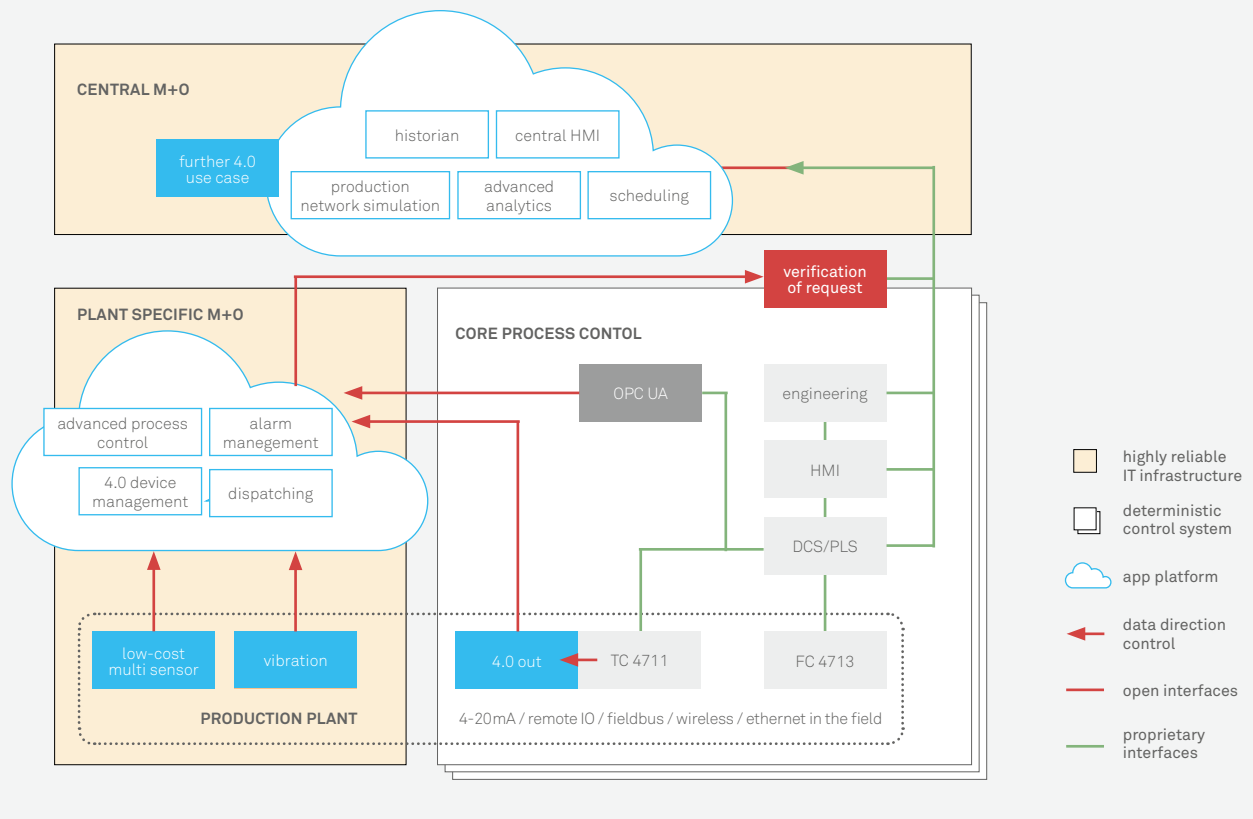 CENTRAL M+O
historian
central HMI
further 4.0
use case
production
network simulation
advanced
analytics
scheduling
verification
of request
PLANT SPECIFIC M+O
CORE PROCESS CONTOL
OPC UA
engineering
advanced process
control
alarm
manegement
HMI
4.0 device
management
dispatching
DCS/PLS
low-cost
multi sensor
vibration
4.0 out
TC 4711
FC 4713
PRODUCTION PLANT
4-20mA / remote IO / fieldbus / wireless / ethernet in the field
highly reliable
IT infrastructure
deterministic
control system
app platform
data direction
control
open interfaces
proprietary
interfaces